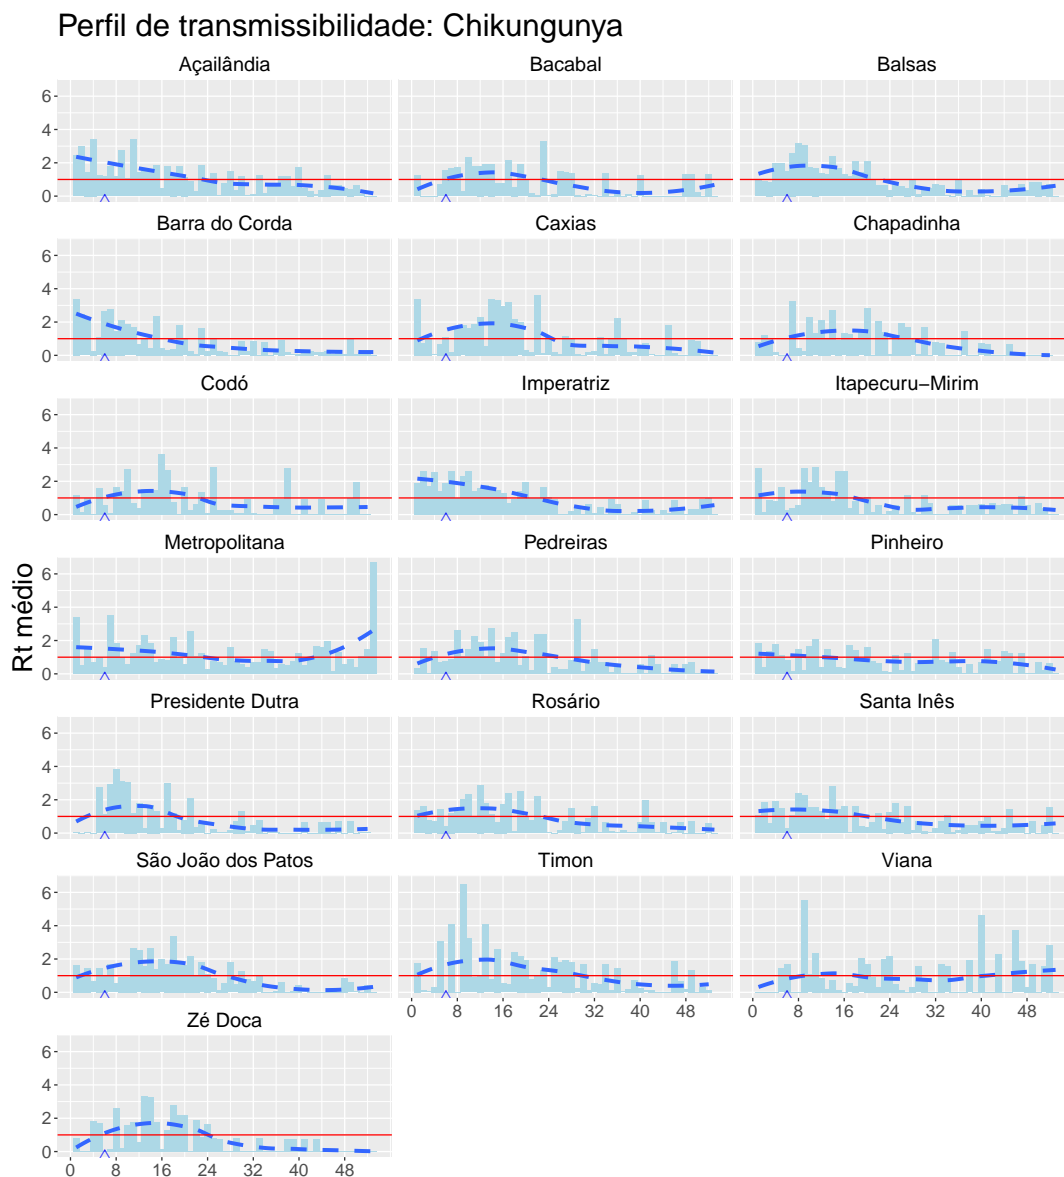 Perfil de transmissibilidade: Chikungunya
Açailândia Bacabal Balsas
6
4
2
0
Barra do Corda Caxias Chapadinha
6
4
2
0
Codó Imperatriz Itapecuru−Mirim
6
4
2
0
Metropolitana Pedreiras Pinheiro
6
4
2
0
Rt médio
Presidente Dutra Rosário Santa Inês
6
4
2
0
São João dos Patos Timon Viana
6
4
2
0
0 8 16 24 32 40 48 0 8 16 24 32 40 48
Zé Doca
6
4
2
0
0 8 16 24 32 40 48